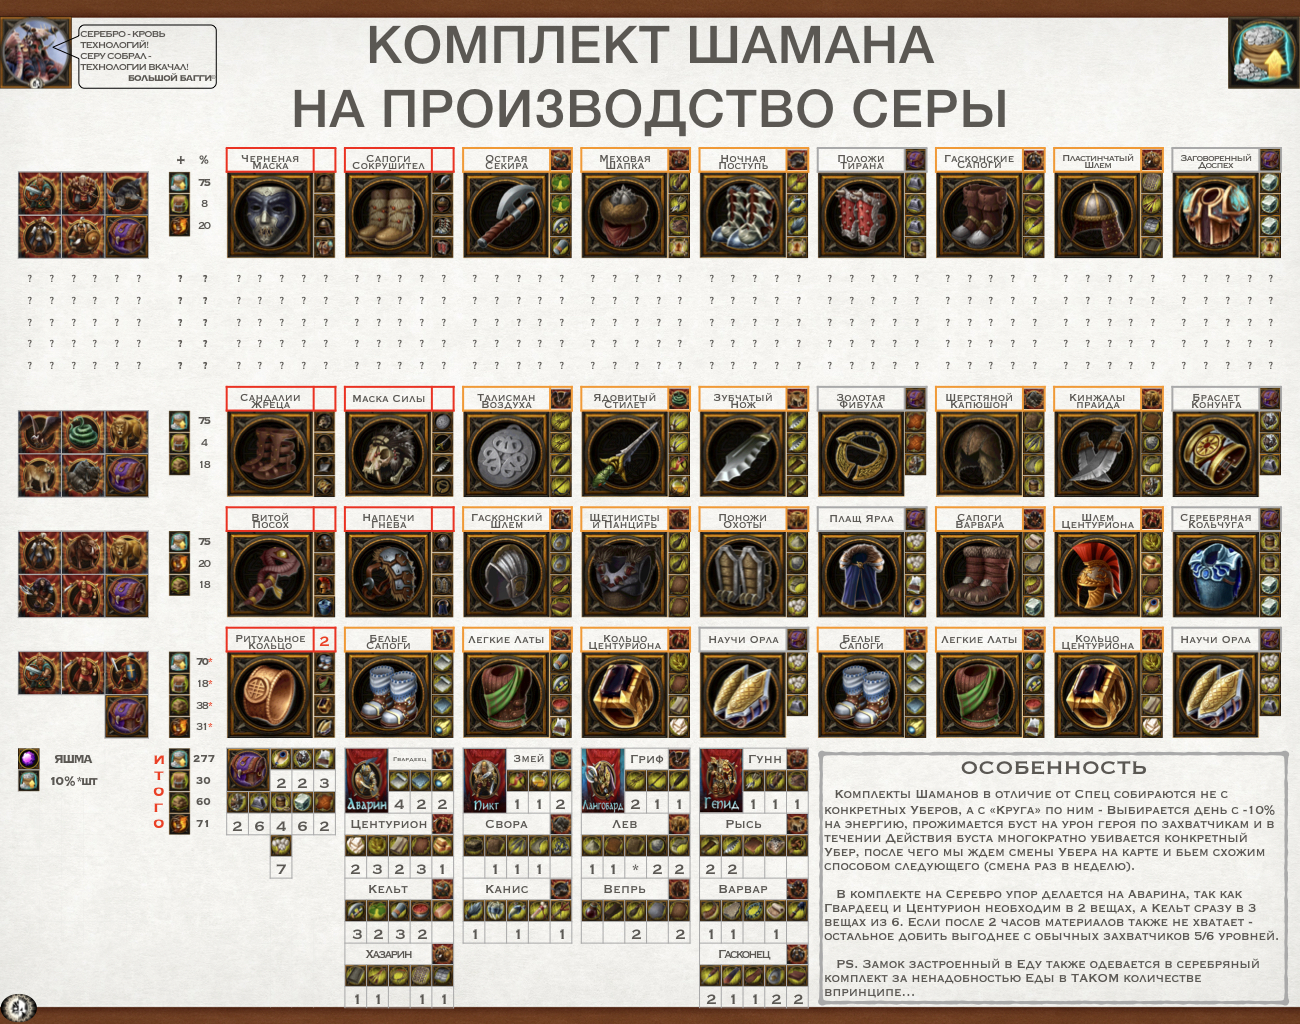 СЕРЕБРО - КРОВЬ
ТЕХНОЛОГИЙ!
СЕРУ СОБРАЛ -
ТЕХНОЛОГИИ ВКАЧАЛ!
БОЛЬШОЙ БАГГИ®
КОМПЛЕКТ ШАМАНА
НА ПРОИЗВОДСТВО СЕРЫ
+ %
75
8
20
ЧЕРНЕНАЯ
МАСКА
САПОГИ
СОКРУШИТЕЛ
ОСТРАЯ
СЕКИРА
МЕХОВАЯ
ШАПКА
НОЧНАЯ
ПОСТУПЬ
ПОЛОЖИ
ТИРАНА
ГАСКОНСКИЕ
САПОГИ
ПЛАСТИНЧАТЫЙ
ШЛЕМ
ЗАГОВОРЕННЫЙ
ДОСПЕХ
? ? ? ? ? ? ? ? ? ? ? ? ? ? ? ? ? ? ? ? ? ? ? ? ? ? ? ? ? ? ? ? ? ? ? ? ? ? ? ? ? ? ? ? ? ? ? ? ? ? ? ? ?
? ? ? ? ? ? ? ? ? ? ? ? ? ? ? ? ? ? ? ? ? ? ? ? ? ? ? ? ? ? ? ? ? ? ? ? ? ? ? ? ? ? ? ? ? ? ? ? ? ? ? ? ?
? ? ? ? ? ? ? ? ? ? ? ? ? ? ? ? ? ? ? ? ? ? ? ? ? ? ? ? ? ? ? ? ? ? ? ? ? ? ? ? ? ? ? ? ? ? ? ? ? ? ? ? ?
? ? ? ? ? ? ? ? ? ? ? ? ? ? ? ? ? ? ? ? ? ? ? ? ? ? ? ? ? ? ? ? ? ? ? ? ? ? ? ? ? ? ? ? ? ? ? ? ? ? ? ? ?
? ? ? ? ? ? ? ? ? ? ? ? ? ? ? ? ? ? ? ? ? ? ? ? ? ? ? ? ? ? ? ? ? ? ? ? ? ? ? ? ? ? ? ? ? ? ? ? ? ? ? ? ?
75
4
18
САНДАЛИИ
ЖРЕЦА
МАСКА СИЛЫ
ТАЛИСМАН
ВОЗДУХА
ЯДОВИТЫЙ
СТИЛЕТ
ЗУБЧАТЫЙ
НОЖ
ЗОЛОТАЯ
ФИБУЛА
ШЕРСТЯНОЙ
КАПЮШОН
КИНЖАЛЫ
ПРАЙДА
БРАСЛЕТ
КОНУНГА
75
20
18
ВИТОЙ
ПОСОХ
НАПЛЕЧИ
ГНЕВА
ГАСКОНСКИЙ
ШЛЕМ
ЩЕТИНИСТЫ
Й ПАНЦИРЬ
ПОНОЖИ
ОХОТЫ
ПЛАЩ ЯРЛА
САПОГИ
ВАРВАРА
ШЛЕМ
ЦЕНТУРИОНА
СЕРЕБРЯНАЯ
КОЛЬЧУГА
70*
18*
38*
31*
РИТУАЛЬНОЕ
КОЛЬЦО
2
БЕЛЫЕ
САПОГИ
ЛЕГКИЕ ЛАТЫ
КОЛЬЦО
ЦЕНТУРИОНА
НАУЧИ ОРЛА
БЕЛЫЕ
САПОГИ
ЛЕГКИЕ ЛАТЫ
КОЛЬЦО
ЦЕНТУРИОНА
НАУЧИ ОРЛА
ЯШМА
10% *ШТ
ИТОГО
277
30
60
71
2 2 3
2 6 4 6 2
7
АВАРИН
ГВАРДЕЕЦ
4 2 2
ЦЕНТУРИОН
2 3 2 3 1
КЕЛЬТ
3 2 3 2
ХАЗАРИН
1 1 1 1
ПИКТ
ЗМЕЙ
1 1 2
СВОРА
1 1 1
КАНИС
1 1 1
ЛАНГОБАРД
ГРИФ
2 1 1
ЛЕВ
1 1 * 2 2
ВЕПРЬ
2 2
ГЕПИД
ГУНН
1 1 1
РЫСЬ
2 2
ВАРВАР
1 1 1
ГАСКОНЕЦ
2 1 1 2 2
ОСОБЕННОСТЬ
КОМПЛЕКТЫ ШАМАНОВ В ОТЛИЧИЕ ОТ СПЕЦ СОБИРАЮТСЯ НЕ С
КОНКРЕТНЫХ УБЕРОВ, А С «КРУГА» ПО НИМ - ВЫБИРАЕТСЯ ДЕНЬ С -10%
НА ЭНЕРГИЮ, ПРОЖИМАЕТСЯ БУСТ НА УРОН ГЕРОЯ ПО ЗАХВАТЧИКАМ И В
ТЕЧЕНИИ ДЕЙСТВИЯ БУСТА МНОГОКРАТНО УБИВАЕТСЯ КОНКРЕТНЫЙ
УБЕР, ПОСЛЕ ЧЕГО МЫ ЖДЕМ СМЕНЫ УБЕРА НА КАРТЕ И БЬЕМ СХОЖИМ
СПОСОБОМ СЛЕДУЮЩЕГО (СМЕНА РАЗ В НЕДЕЛЮ).
В КОМПЛЕКТЕ НА СЕРЕБРО УПОР ДЕЛАЕТСЯ НА АВАРИНА, ТАК КАК
ГВАРДЕЕЦ И ЦЕНТУРИОН НЕОБХОДИМ В 2 ВЕЩАХ, А КЕЛЬТ СРАЗУ В 3
ВЕЩАХ ИЗ 6. ЕСЛИ ПОСЛЕ 2 ЧАСОВ МАТЕРИАЛОВ ТАКЖЕ НЕ ХВАТАЕТ -
ОСТАЛЬНОЕ ДОБИТЬ ВЫГОДНЕЕ С ОБЫЧНЫХ ЗАХВАТЧИКОВ 5/6 УРОВНЕЙ.
PS. ЗАМОК ЗАСТРОЕННЫЙ В ЕДУ ТАКЖЕ ОДЕВАЕТСЯ В СЕРЕБРЯНЫЙ
КОМПЛЕКТ ЗА НЕНАДОБНОСТЬЮ ЕДЫ В ТАКОМ КОЛИЧЕСТВЕ
ВПРИНЦИПЕ...